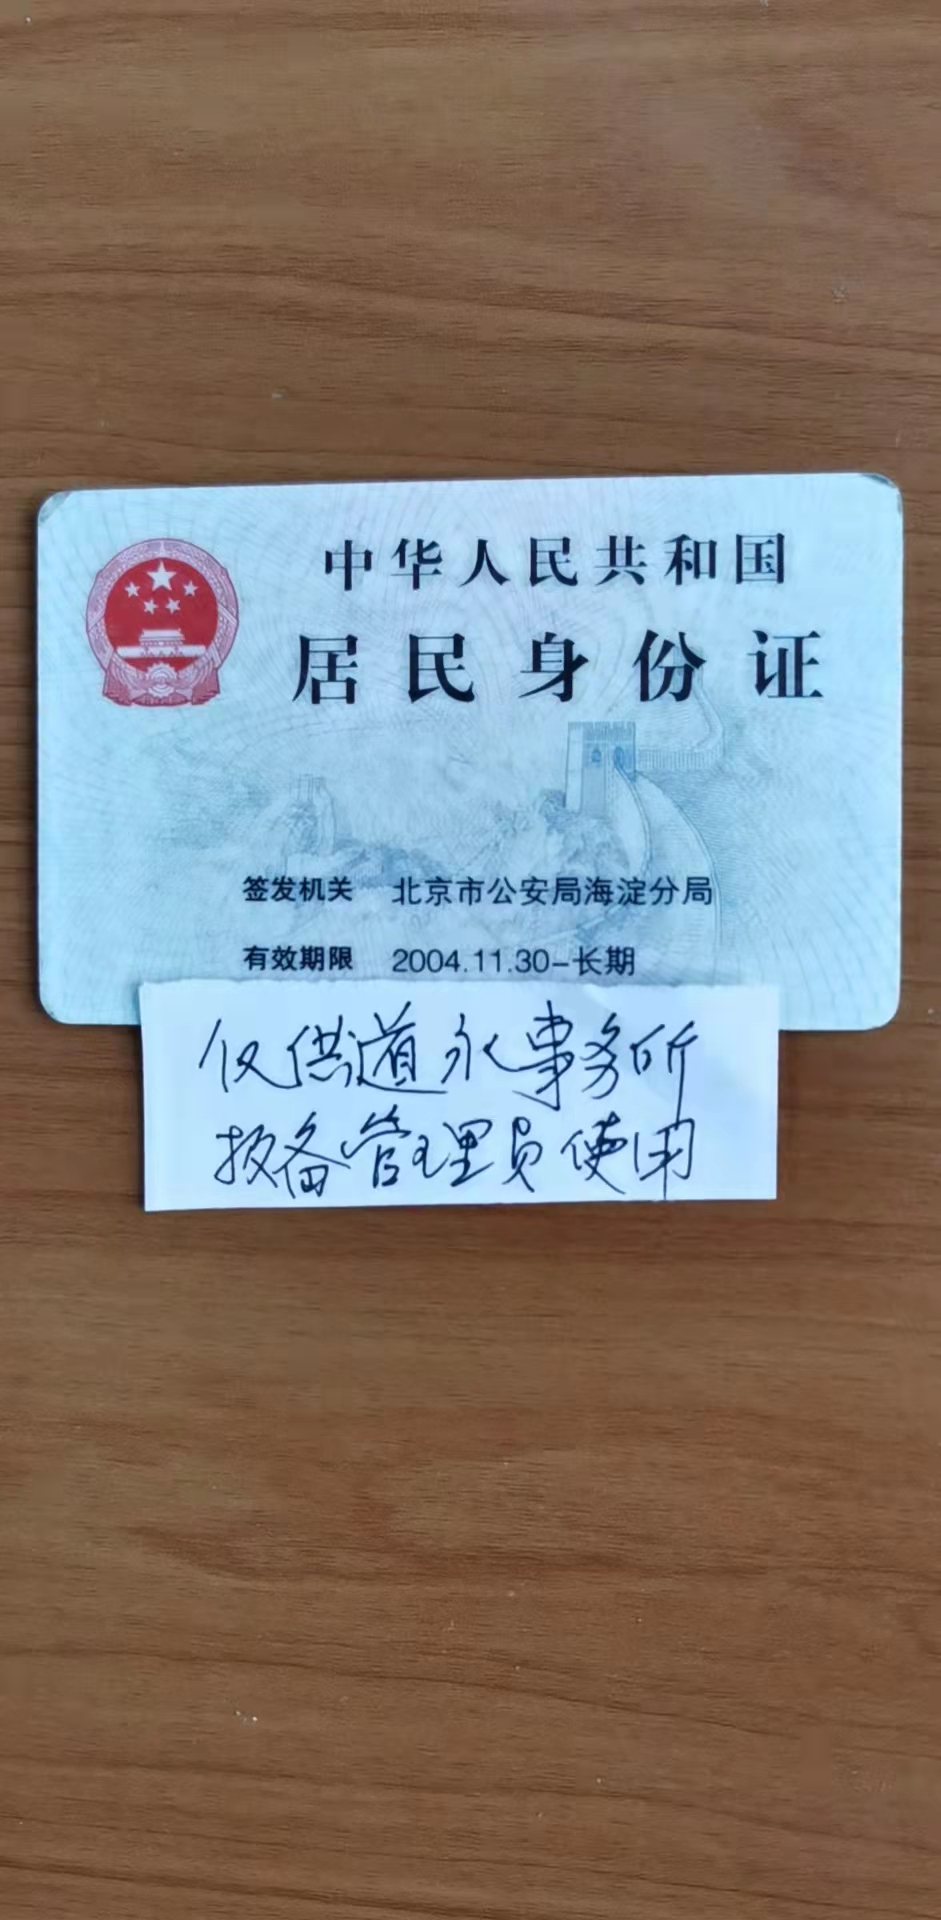 中华人民共和国
居民身份证
签发机关 北京市公安局海淀分局
有效期限 2004.11.30-长期
仅供道永事务所
报备管理员使用